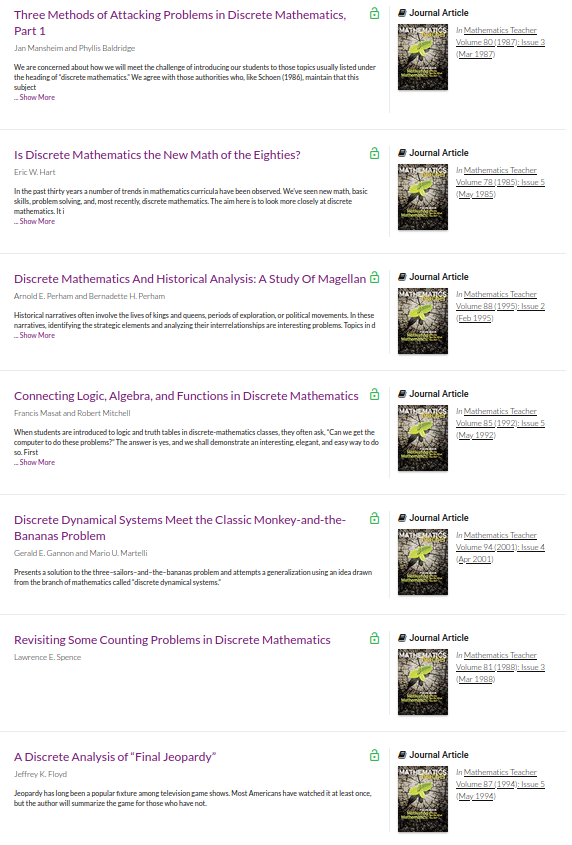 Three Methods of Attacking Problems in Discrete Mathematics,
Part 1
Jan Mansheim and Phyllis Baldridge
We are concerned about how we will meet the challenge of introducing our students to those topics usually listed under
the heading of "discrete mathematics." We agree with those authorities who, like Schoen (1986), maintain that this
subject
... Show More
Journal Article
MATHEMATICS
In Mathematics Teacher
Volume 80 (1987): Issue 3
(Mar 1987)
Is Discrete Mathematics the New Math of the Eighties?
Eric W. Hart
In the past thirty years a number of trends in mathematics curricula have been observed. We've seen new math, basic
skills, problem solving, and, most recently, discrete mathematics. The aim here is to look more closely at discrete
mathematics. It i
... Show More
Journal Article
MATHEMATICS
In Mathematics Teacher
Volume 78 (1985): Issue 5
(May 1985)
Discrete Mathematics And Historical Analysis: A Study Of Magellan
Arnold E. Perham and Bernadette H. Perham
Historical narratives often involve the lives of kings and queens, periods of exploration, or political movements. In these
narratives, identifying the strategic elements and analyzing their interrelationships are interesting problems. Topics in d
... Show More
Journal Article
MATHEMATICS
In Mathematics Teacher
Volume 88 (1995): Issue 2
(Feb 1995)
Connecting Logic, Algebra, and Functions in Discrete Mathematics
Francis Masat and Robert Mitchell
When students are introduced to logic and truth tables in discrete-mathematics classes, they often ask, "Can we get the
computer to do these problems?" The answer is yes, and we shall demonstrate an interesting, elegant, and easy way to do
so. First
... Show More
Journal Article
MATHEMATICS
In Mathematics Teacher
Volume 85 (1992): Issue 5
(May 1992)
Discrete Dynamical Systems Meet the Classic Monkey-and-the-
Bananas Problem
Gerald E. Gannon and Mario U. Martelli
Presents a solution to the three–sailors–and–the–bananas problem and attempts a generalization using an idea drawn
from the branch of mathematics called "discrete dynamical systems."
Journal Article
MATHEMATICS
In Mathematics Teacher
Volume 94 (2001): Issue 4
(Apr 2001)
Revisiting Some Counting Problems in Discrete Mathematics
Lawrence E. Spence
Journal Article
MATHEMATICS
In Mathematics Teacher
Volume 81 (1988): Issue 3
(Mar 1988)
A Discrete Analysis of "Final Jeopardy"
Jeffrey K. Floyd
Jeopardy has long been a popular fixture among television game shows. Most Americans have watched it at least once,
but the author will summarize the game for those who have not.
Journal Article
MATHEMATICS
In Mathematics Teacher
Volume 87 (1994): Issue 5
(May 1994)